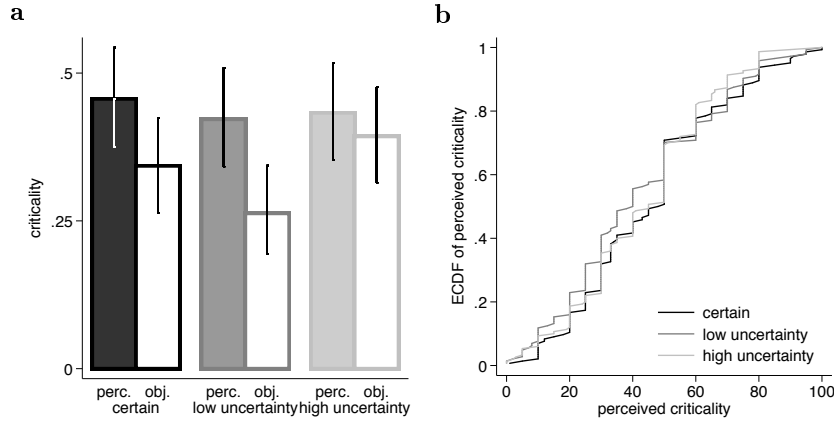 a
criticality
.5
.25
0
perc. obj. perc. obj. perc. obj.
certain low uncertainty high uncertainty
b
ECDF of perceived criticality
1
.8
.6
.4
.2
0
certain
low uncertainty
high uncertainty
0 20 40 60 80 100
perceived criticality